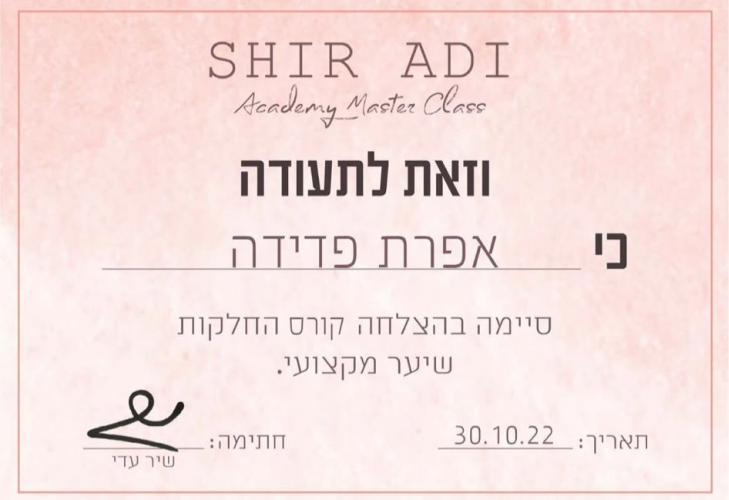 SHIR ADI
Academy Master Class
וזאת לתעודה
כי אפרת פדידה
סיימה בהצלחה קורס החלקות
שיער מקצועי.
תאריך: 30.10.22 חתימה:
שיר עדי